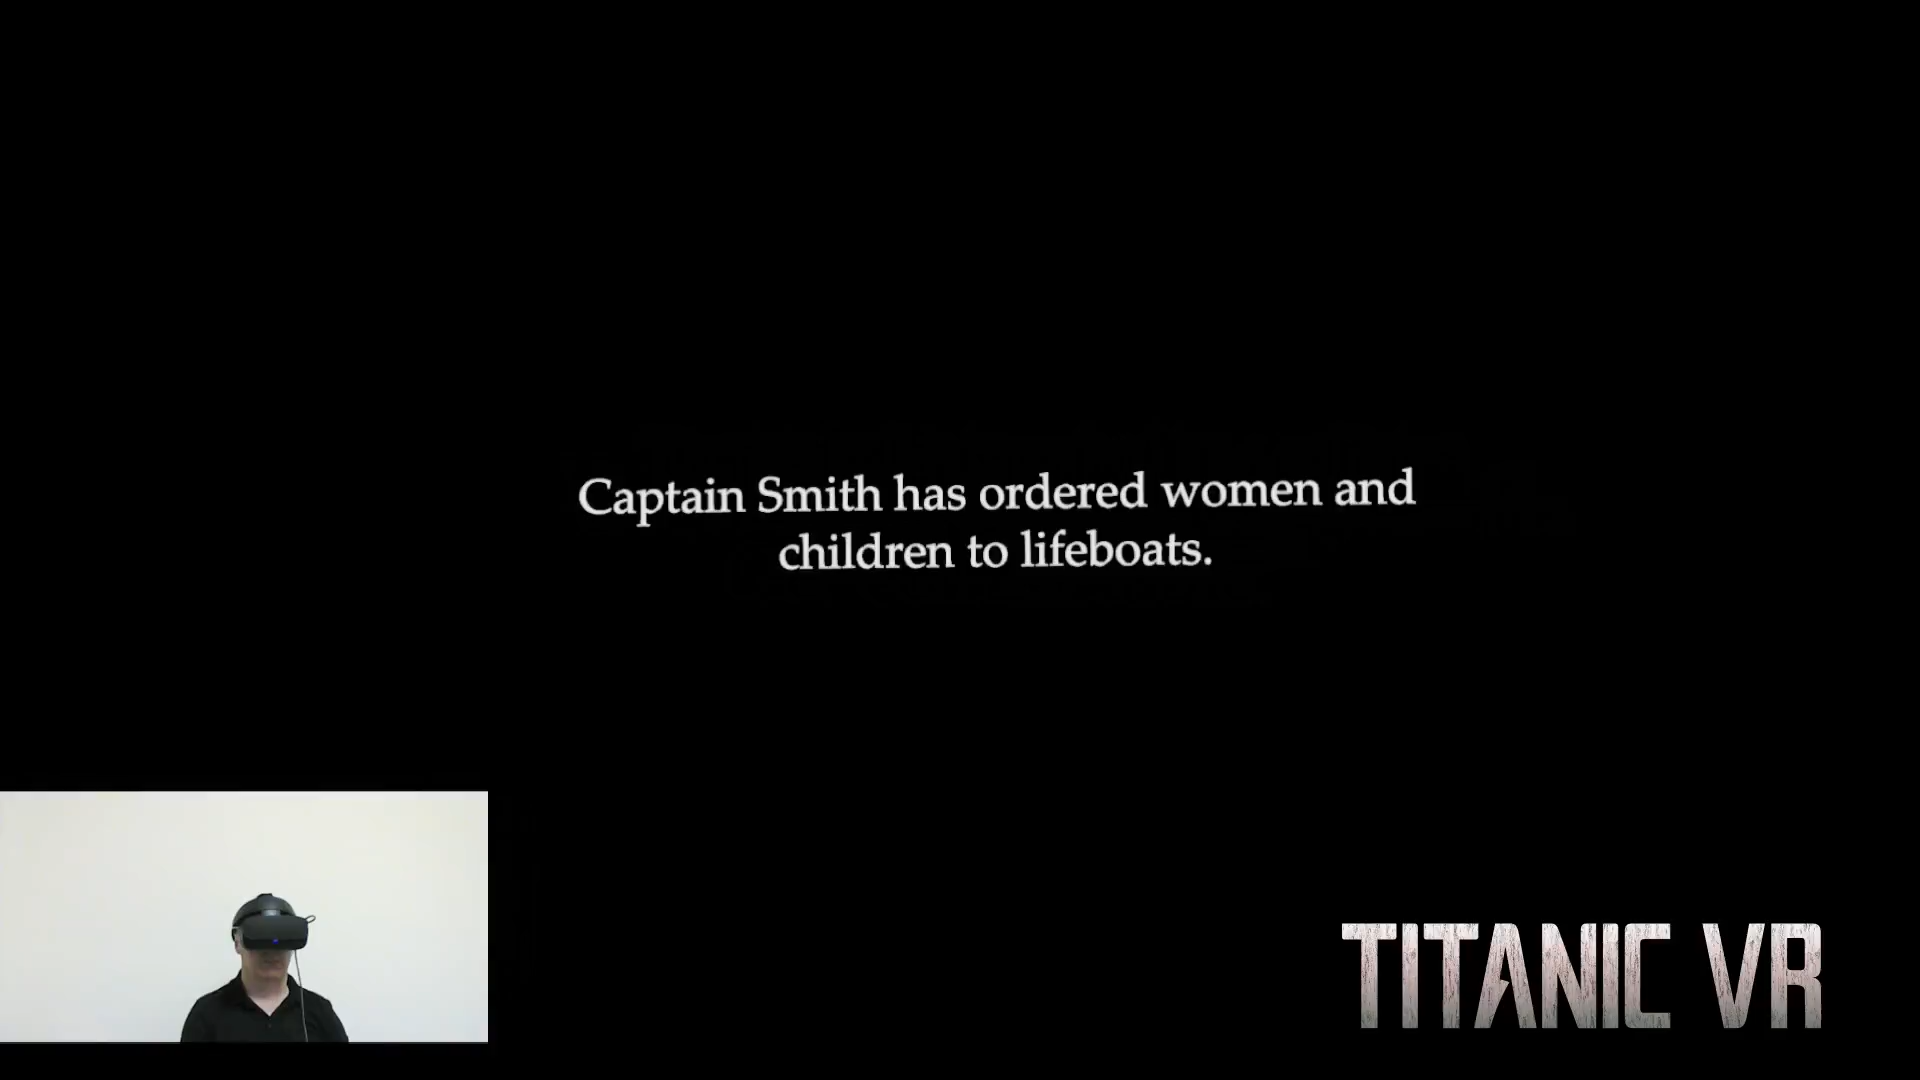 Captain Smith has ordered women and
children to lifeboats.
TITANIC VR